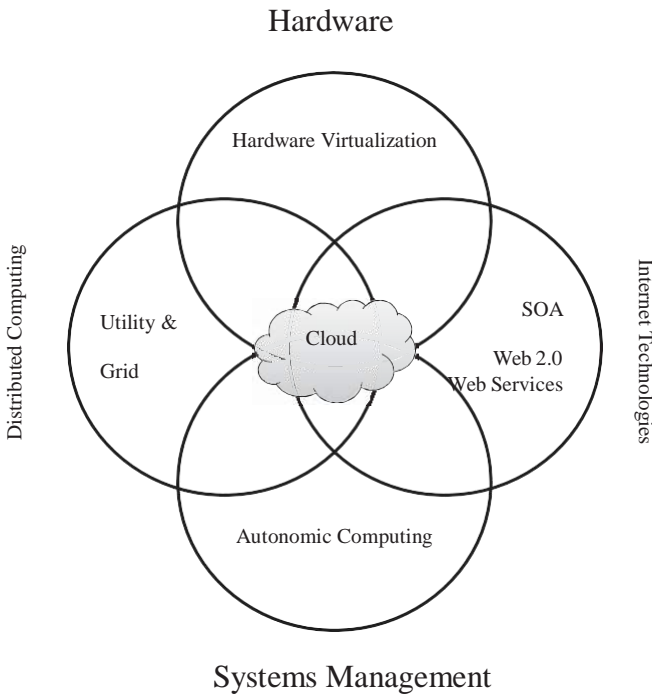 Hardware
Hardware Virtualization
Distributed Computing
Utility &
Grid
Cloud
SOA
Web 2.0
Web Services
Internet Technologies
Autonomic Computing
Systems Management